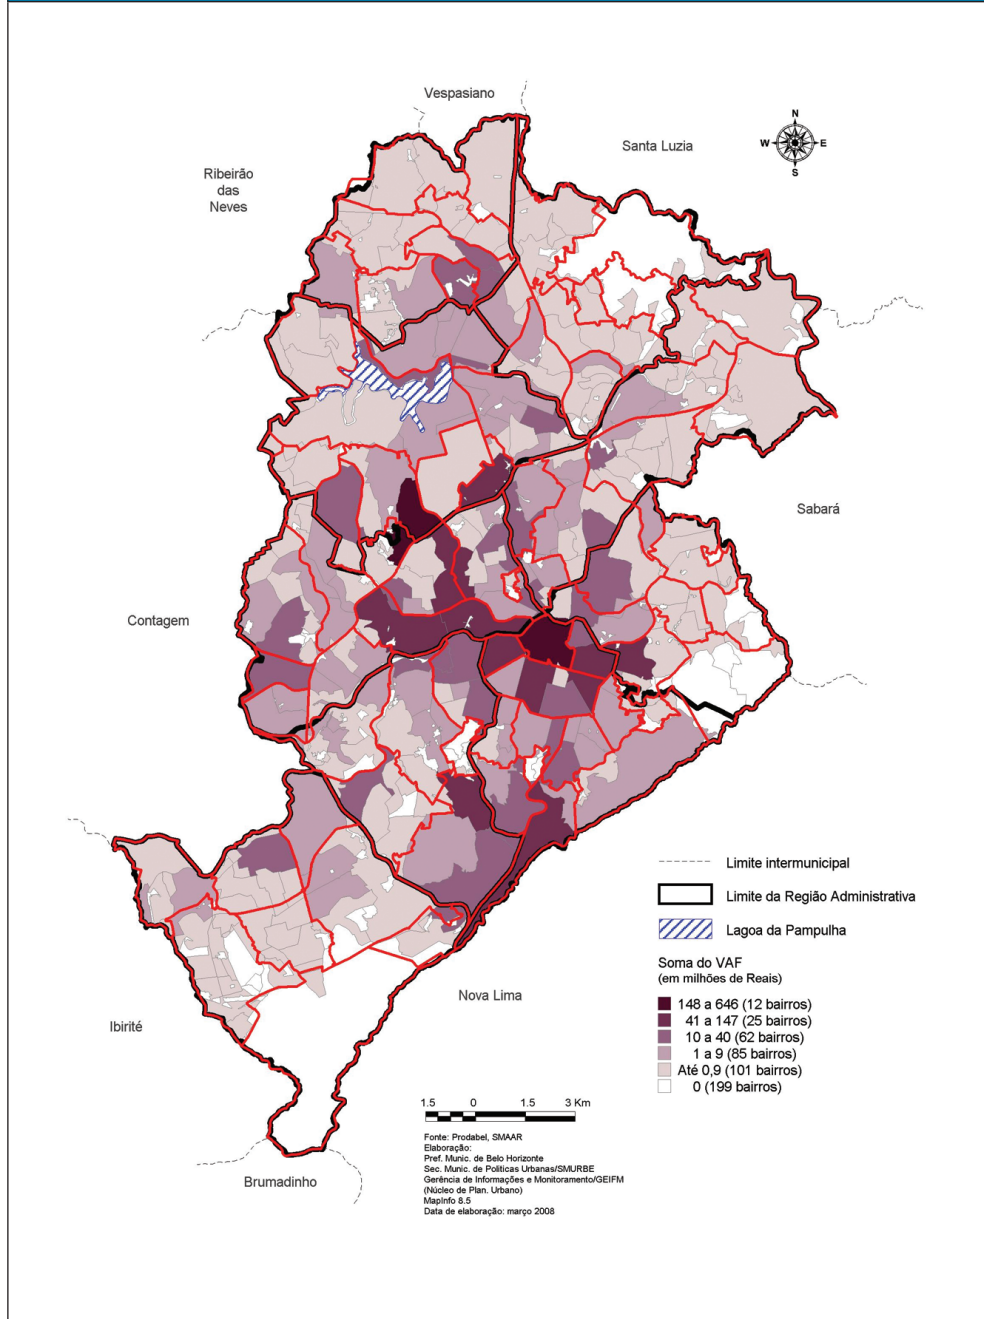 Vespasiano
Santa Luzia
N
W
E
S
Ribeirão
das
Neves
Sabará
Contagem
Limite intermunicipal
Limite da Região Administrativa
Lagoa da Pampulha
Soma do VAF
(em milhões de Reais)
148 a 646 (12 bairros)
41 a 147 (25 bairros)
10 a 40 (62 bairros)
1 a 9 (85 bairros)
Até 0,9 (101 bairros)
0 (199 bairros)
Nova Lima
Ibirité
1.5 0 1.5 3 Km
Fonte: Prodabel, SMAAR
Elaboração:
Pref. Munic. de Belo Horizonte
Sec. Munic. de Politicas Urbanas/SMURBE
Gerência de Informações e Monitoramento/GEIFM
(Núcleo de Plan. Urbano)
MapInfo 8.5
Data de elaboração: março 2008
Brumadinho